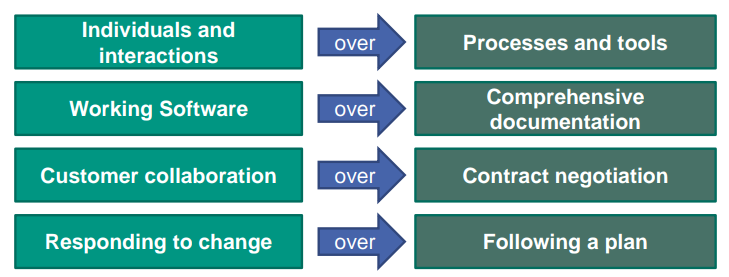 Individuals and
interactions
over
Processes and tools
Working Software
over
Comprehensive
documentation
Customer collaboration
over
Contract negotiation
Responding to change
over
Following a plan